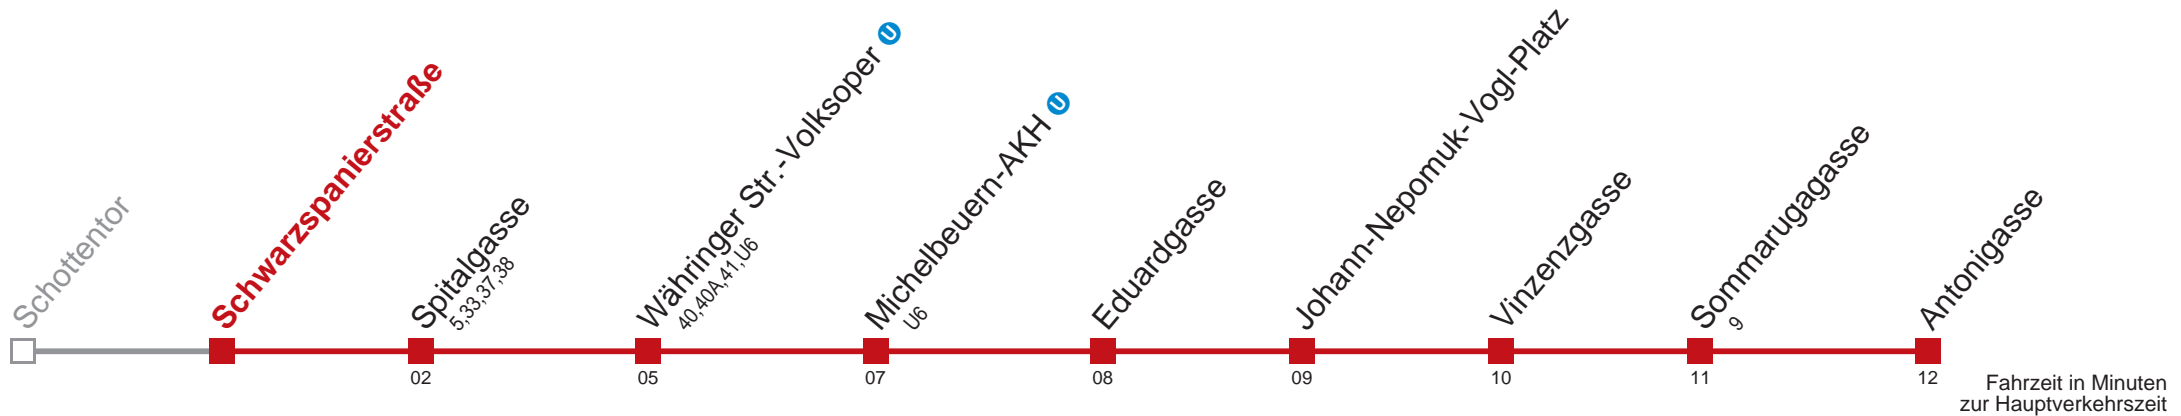 Schottentor
Schwarzspanierstraße
Spitalgasse
5,33,37,38
Währinger Str.-Volksoper U
40,40A,41,U6
Michelbeuern-AKH U
U6
Eduardgasse
Johann-Nepomuk-Vogl-Platz
Vinzenzgasse
Sommarugagasse
9
Antonigasse
02
05
07
08
09
10
11
12
Fahrzeit in Minuten
zur Hauptverkehrszeit